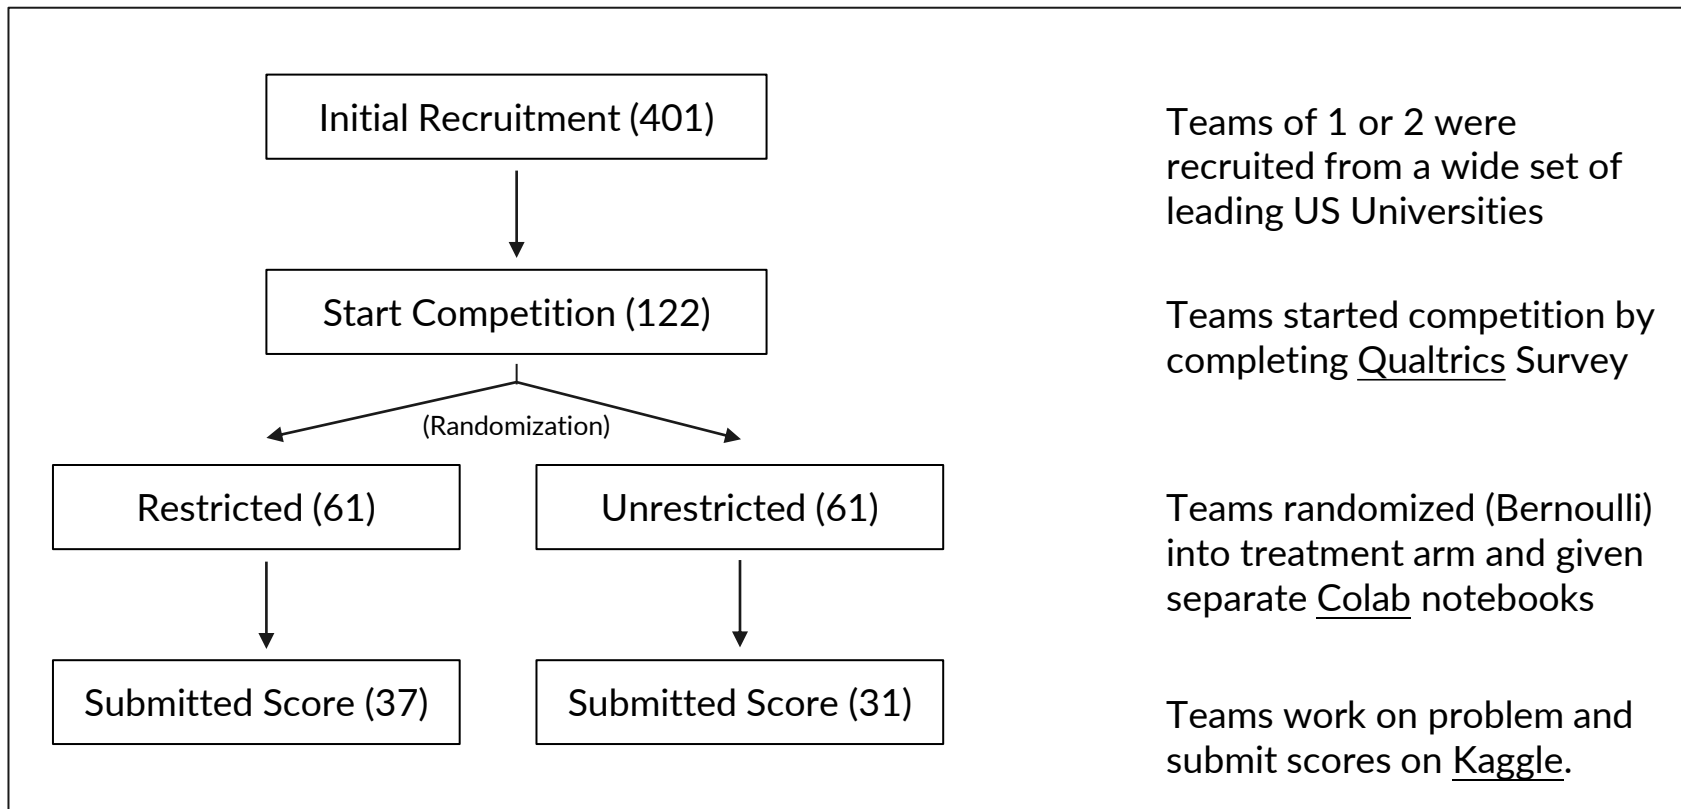 Initial Recruitment (401)
Teams of 1 or 2 were
recruited from a wide set of
leading US Universities
Start Competition (122)
Teams started competition by
completing Qualtrics Survey
(Randomization)
Restricted (61)
Unrestricted (61)
Teams randomized (Bernoulli)
into treatment arm and given
separate Colab notebooks
Submitted Score (37)
Submitted Score (31)
Teams work on problem and
submit scores on Kaggle.